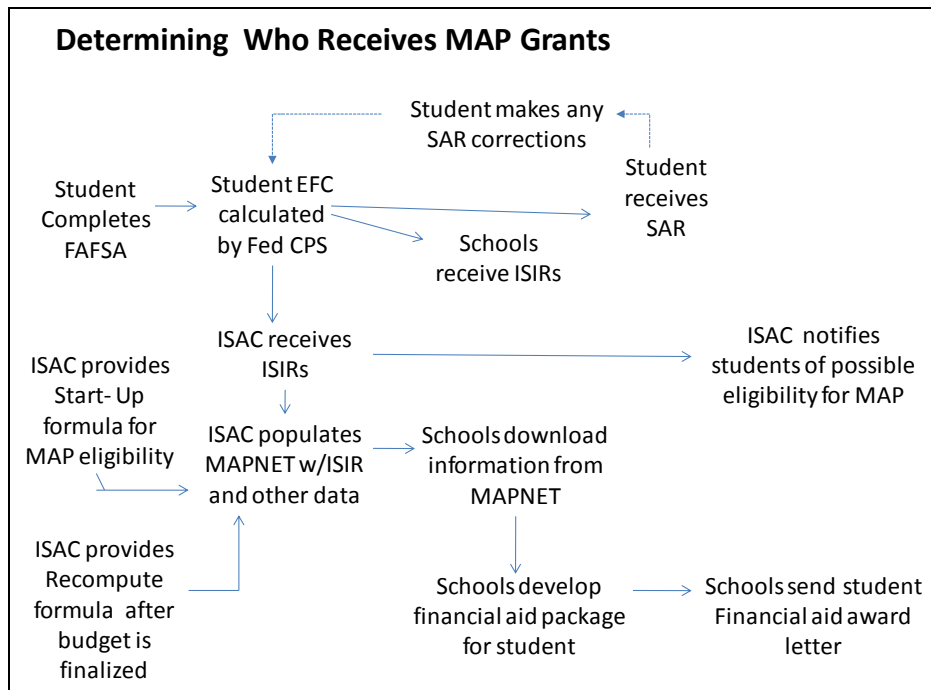 Determining Who Receives MAP Grants
Student makes any
SAR corrections
Student
receives
SAR
Student
Completes
FAFSA
Student EFC
calculated
by Fed CPS
Schools
receive ISIRs
ISAC receives
ISIRs
ISAC notifies
students of possible
eligibility for MAP
ISAC provides
Start- Up
formula for
MAP eligibility
ISAC populates
MAPNET w/ISIR
and other data
Schools download
information from
MAPNET
ISAC provides
Recompute
formula after
budget is
finalized
Schools develop
financial aid package
for student
Schools send student
Financial aid award
letter